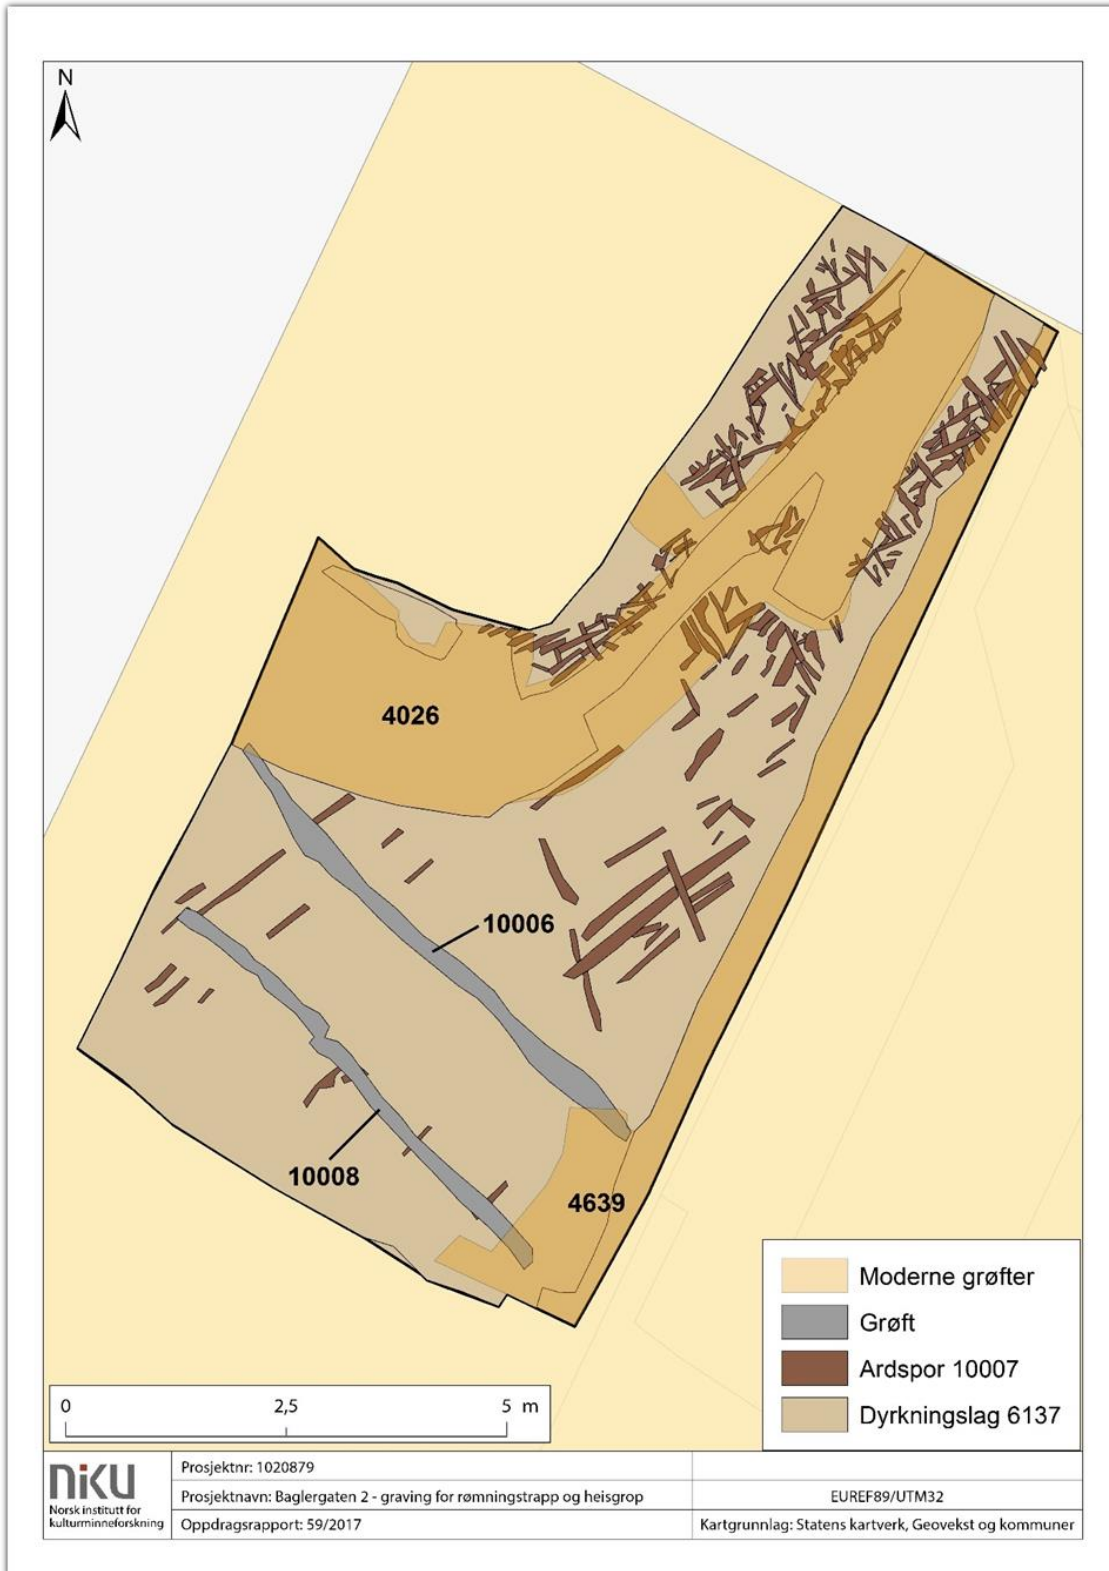 N
4026
10006
10008
4639
Moderne grøfter
Grøft
Ardspor 10007
Dyrkningslag 6137
0 2,5 5 m
NIKU
Norsk institutt for
kulturminneforskning
Prosjektnr: 1020879
Prosjektnavn: Baglergaten 2 - graving for rømningstrapp og heisgrop
EUREF89/UTM32
Oppdragsrapport: 59/2017
Kartgrunnlag: Statens kartverk, Geovekst og kommuner